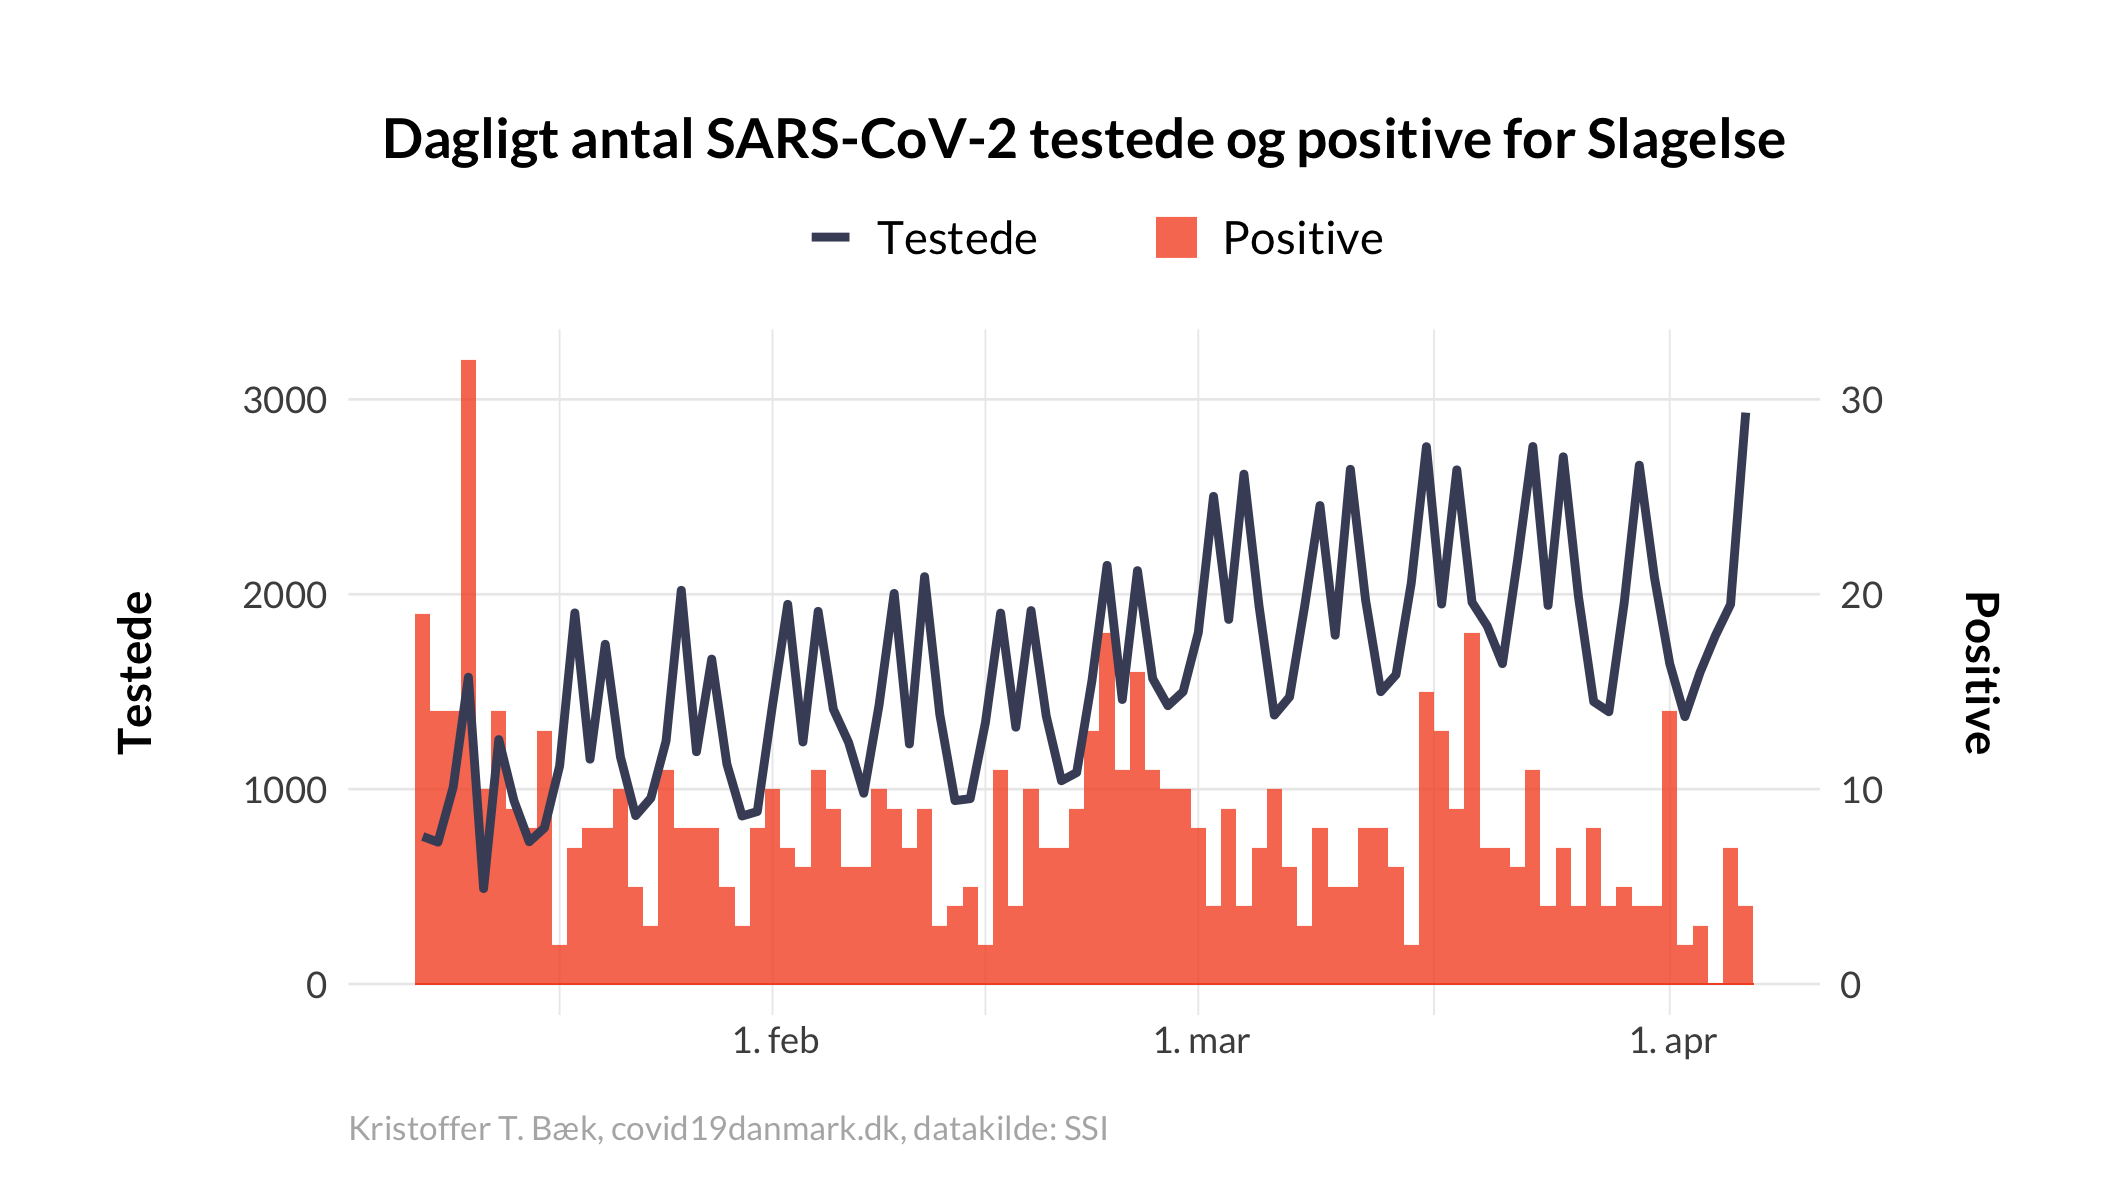 Dagligt antal SARS-CoV-2 testede og positive for Slagelse
Testede
Positive
3000
2000
1000
0
Testede
30
20
10
0
Positive
1. feb
1. mar
1. apr
Kristoffer T. Bæk, covid19danmark.dk, datakilde: SSI